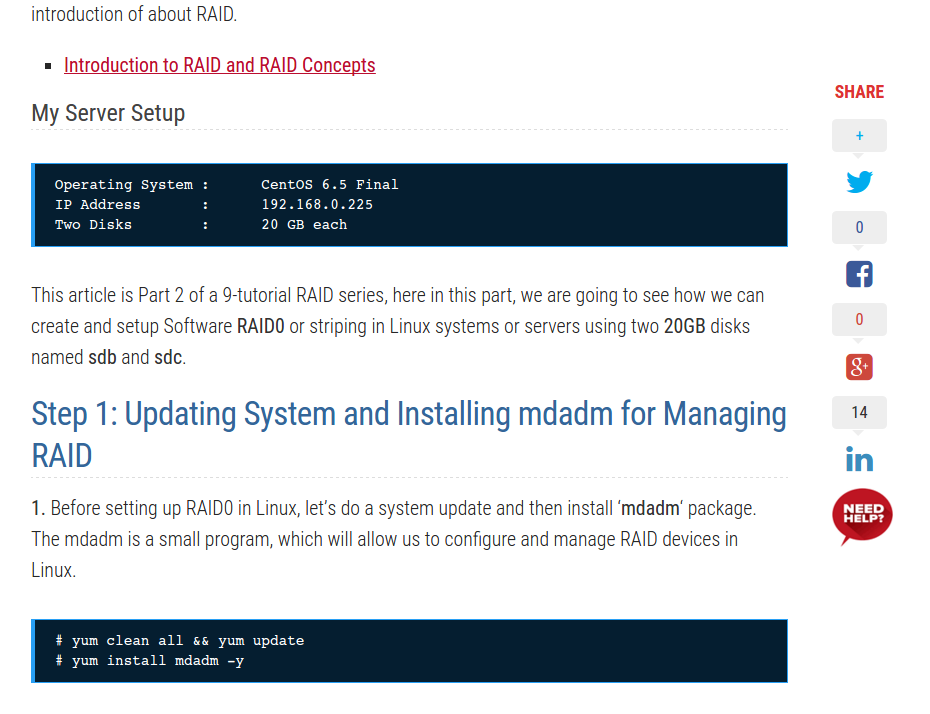 introduction of about RAID.
Introduction to RAID and RAID Concepts
My Server Setup
Operating System : CentOS 6.5 Final
IP Address : 192.168.0.225
Two Disks : 20 GB each
This article is Part 2 of a 9-tutorial RAID series, here in this part, we are going to see how we can
create and setup Software RAID0 or striping in Linux systems or servers using two 20GB disks
named sdb and sdc.
Step 1: Updating System and Installing mdadm for Managing
RAID
1. Before setting up RAID0 in Linux, let’s do a system update and then install ‘mdadm‘ package.
The mdadm is a small program, which will allow us to configure and manage RAID devices in
Linux.
# yum clean all && yum update
# yum install mdadm -y
SHARE
+
0
f
0
g+
14
in
NEED
HELP?